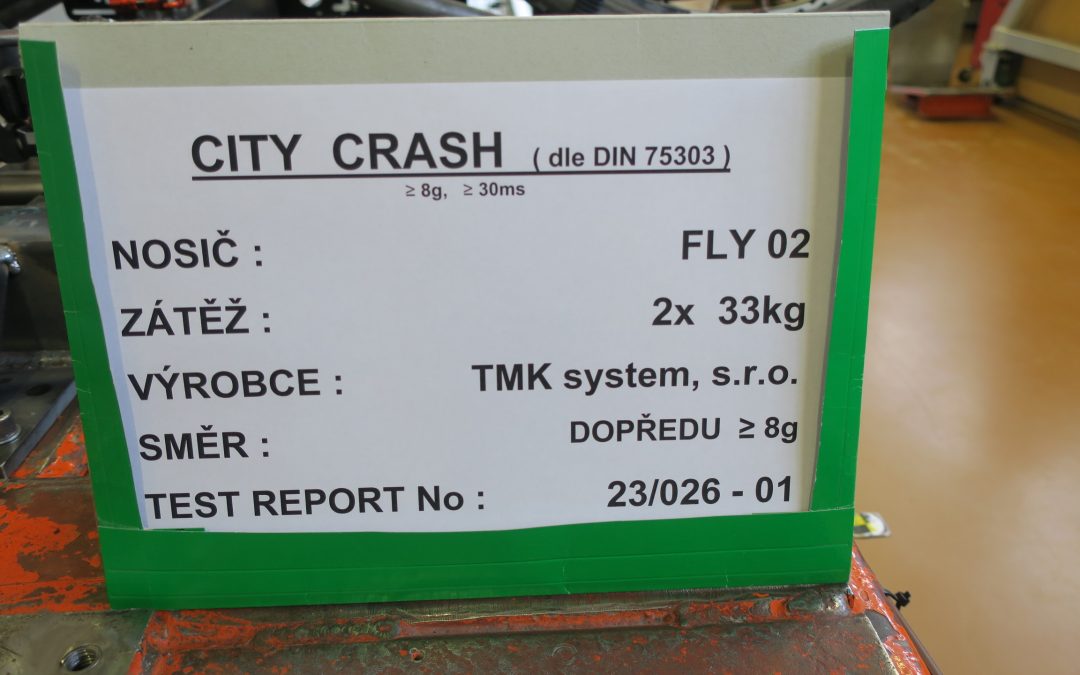 CITY CRASH ( dle DIN 75303 )
≥ 8g, ≥ 30ms
NOSIČ : FLY 02
ZÁTĚŽ : 2x 33kg
VÝROBCE : TMK system, s.r.o.
SMĚR : DOPŘEDU ≥ 8g
TEST REPORT No : 23/026 - 01